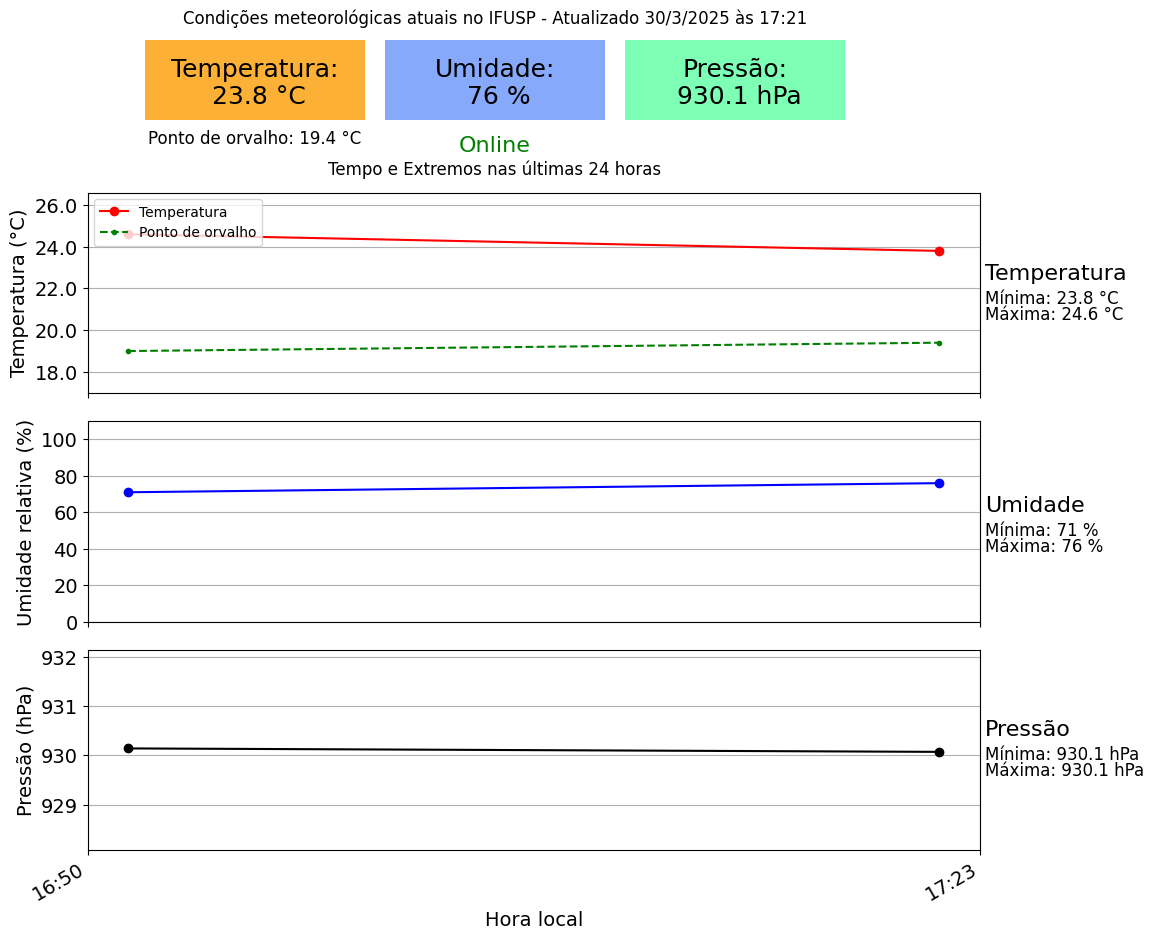 Condições meteorológicas atuais no IFUSP - Atualizado 30/3/2025 às 17:21
Temperatura:
23.8 °C
Umidade:
76 %
Pressão:
930.1 hPa
Ponto de orvalho: 19.4 °C
Online
Tempo e Extremos nas últimas 24 horas
Temperatura (°C)
26.0
24.0
22.0
20.0
18.0
Temperatura
Ponto de orvalho
Temperatura
Mínima: 23.8 °C
Máxima: 24.6 °C
Umidade relativa (%)
100
80
60
40
20
0
Umidade
Mínima: 71 %
Máxima: 76 %
Pressão (hPa)
932
931
930
929
Pressão
Mínima: 930.1 hPa
Máxima: 930.1 hPa
16:50
17:23
Hora local